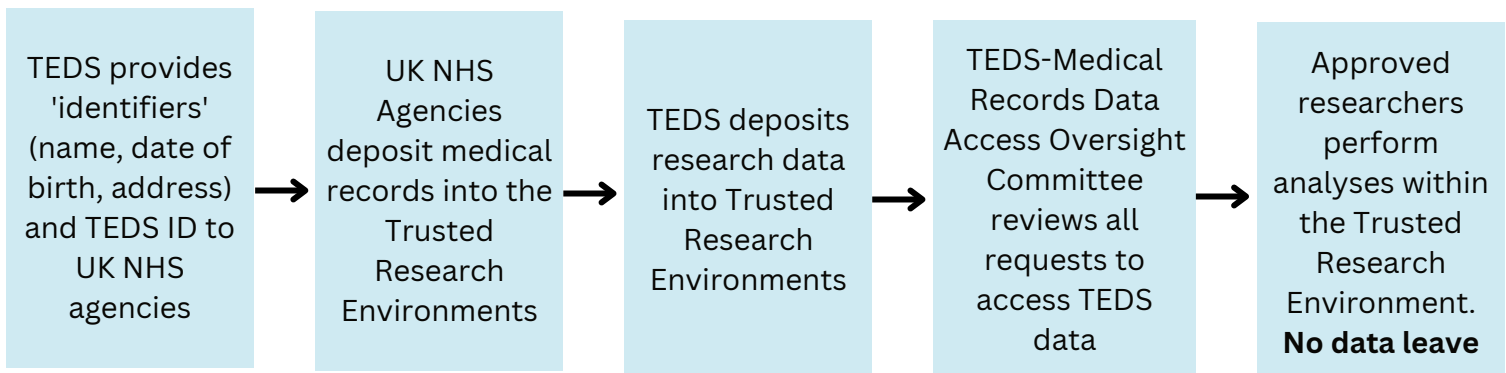 TEDS provides
'identifiers'
(name, date of
birth, address)
and TEDS ID to
UK NHS
agencies
UK NHS
Agencies
deposit medical
records into the
Trusted
Research
Environments
TEDS deposits
research data
into Trusted
Research
Environments
TEDS-Medical
Records Data
Access Oversight
Committee
reviews all
requests to
access TEDS
data
Approved
researchers
perform
analyses within
the Trusted
Research
Environment.
No data leave